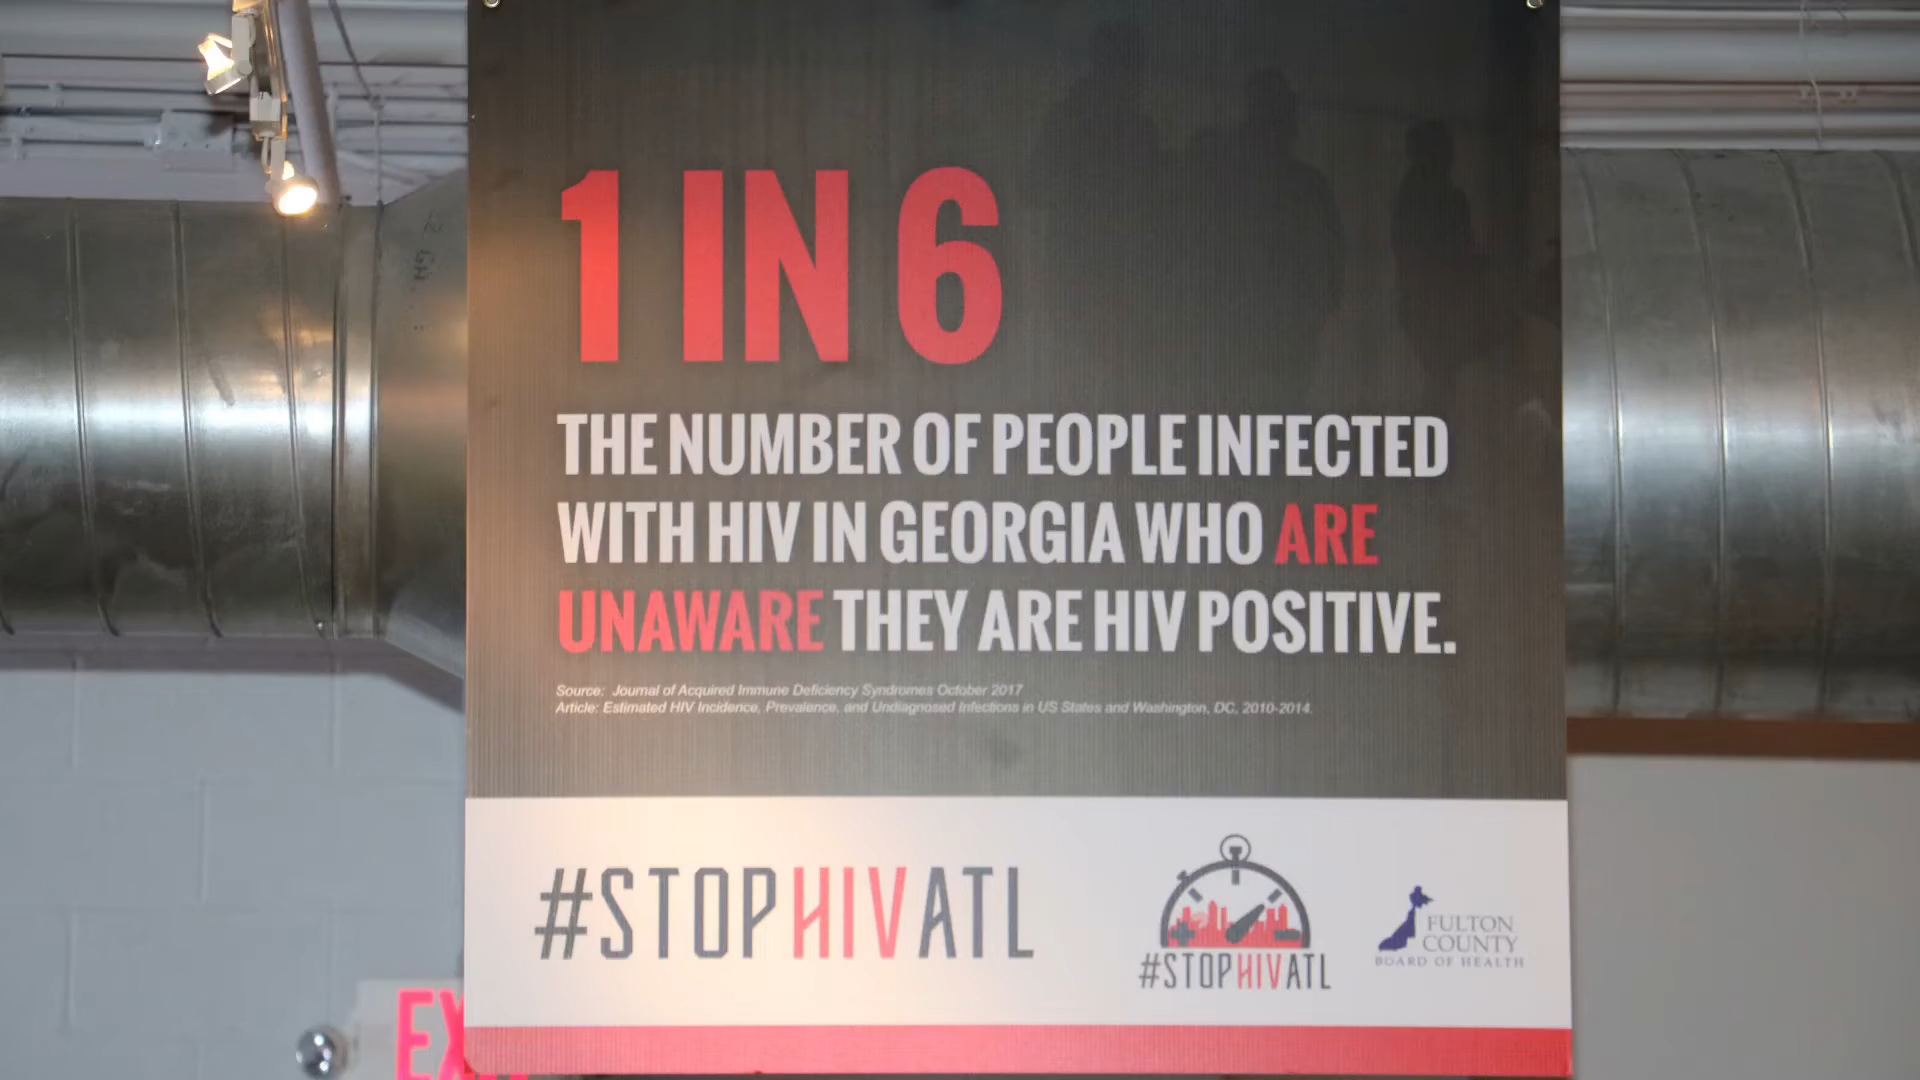 1 IN 6
THE NUMBER OF PEOPLE INFECTED
WITH HIV IN GEORGIA WHO ARE
UNAWARE THEY ARE HIV POSITIVE.
Source: Journal of Acquired Immune Deficiency Syndromes October 2017
Article: Estimated HIV Incidence, Prevalence, and Undiagnosed Infections in US States and Washington, DC, 2010-2014.
#STOPHIVATL
#STOPHIVATL
FULTON
COUNTY
BOARD OF HEALTH